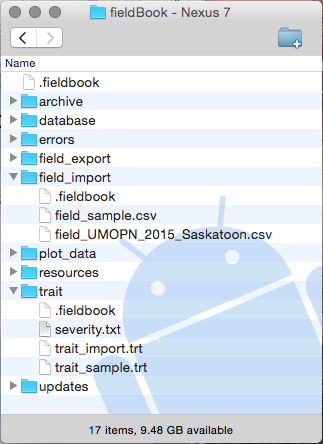 fieldBook - Nexus 7
Name
.fieldbook
archive
database
errors
field_export
field_import
.fieldbook
field_sample.csv
field_UMOPN_2015_Saskatoon.csv
plot_data
resources
trait
.fieldbook
severity.txt
trait_import.trt
trait_sample.trt
updates
17 items, 9.48 GB available